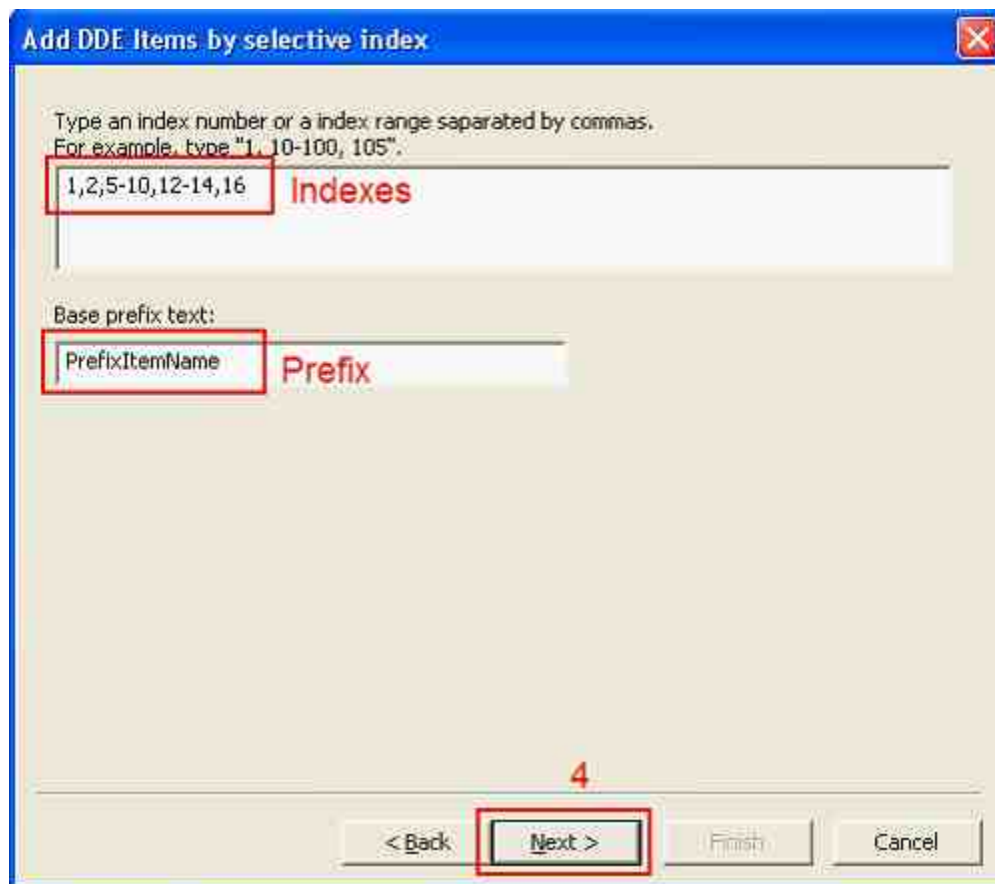 Add DDE Items by selective index
Type an index number or a index range saparated by commas.
For example, type "1, 10-100, 105".
1,2,5-10,12-14,16 Indexes
Base prefix text:
PrefixItemName Prefix
4
< Back Next > Finish Cancel